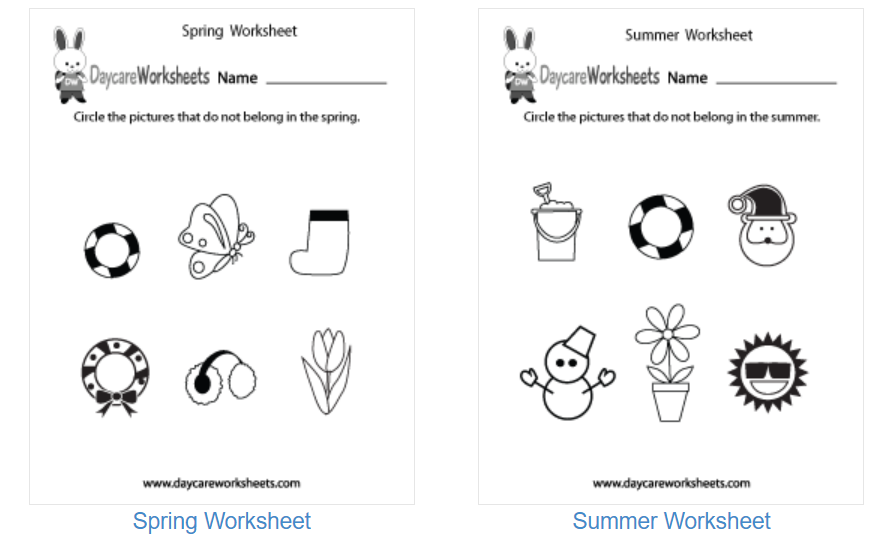 Spring Worksheet
DaycareWorksheets Name
Circle the pictures that do not belong in the spring.
www.daycareworksheets.com
Spring Worksheet
Summer Worksheet
DaycareWorksheets Name
Circle the pictures that do not belong in the summer.
www.daycareworksheets.com
Summer Worksheet